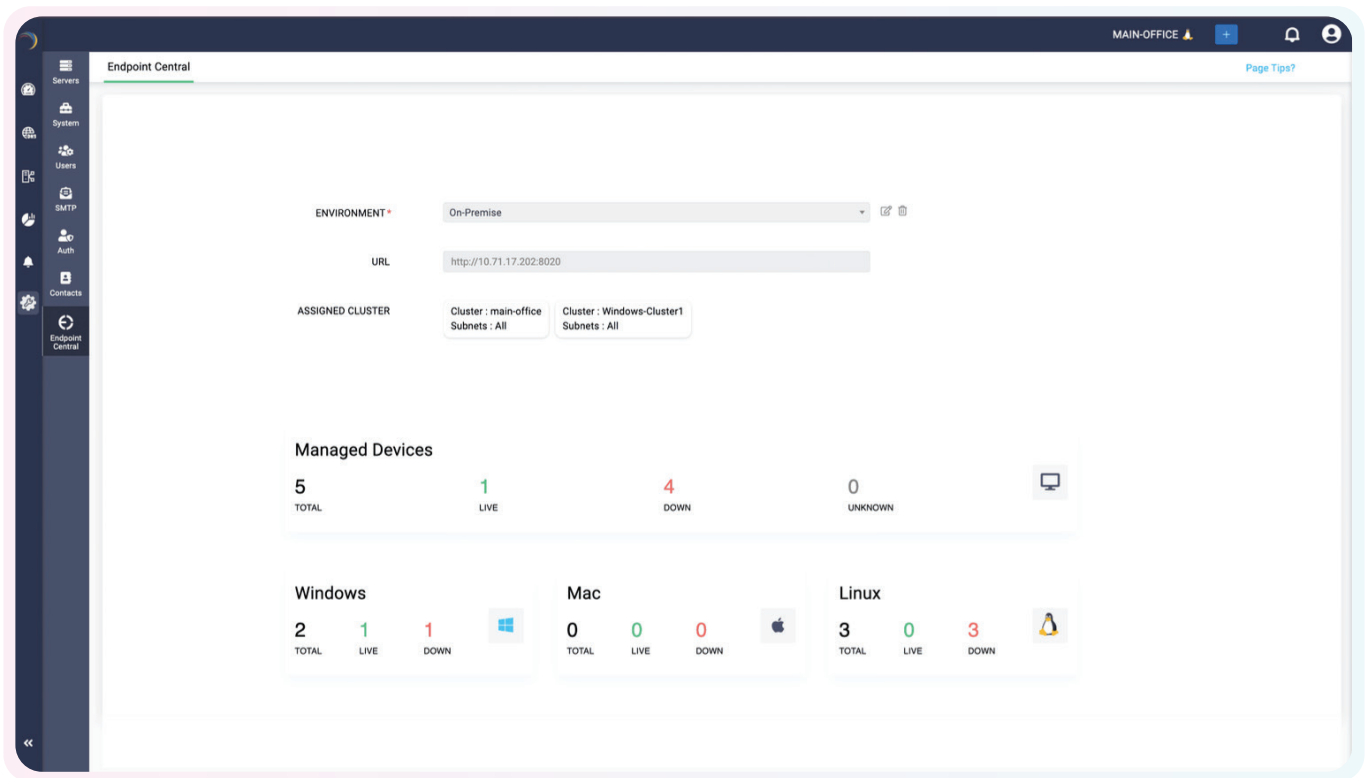 MAIN-OFFICE
+
Servers
System
Users
SMTP
Auth
Contacts
Endpoint
Central
Endpoint Central
Page Tips?
ENVIRONMENT*
On-Premise
URL
http://10.71.17.202:8020
ASSIGNED CLUSTER
Cluster : main-office
Subnets : All
Cluster : Windows-Cluster1
Subnets : All
Managed Devices
5 1 4 0
TOTAL LIVE DOWN UNKNOWN
Windows
2 1 1
TOTAL LIVE DOWN
Mac
0 0 0
TOTAL LIVE DOWN
Linux
3 0 3
TOTAL LIVE DOWN